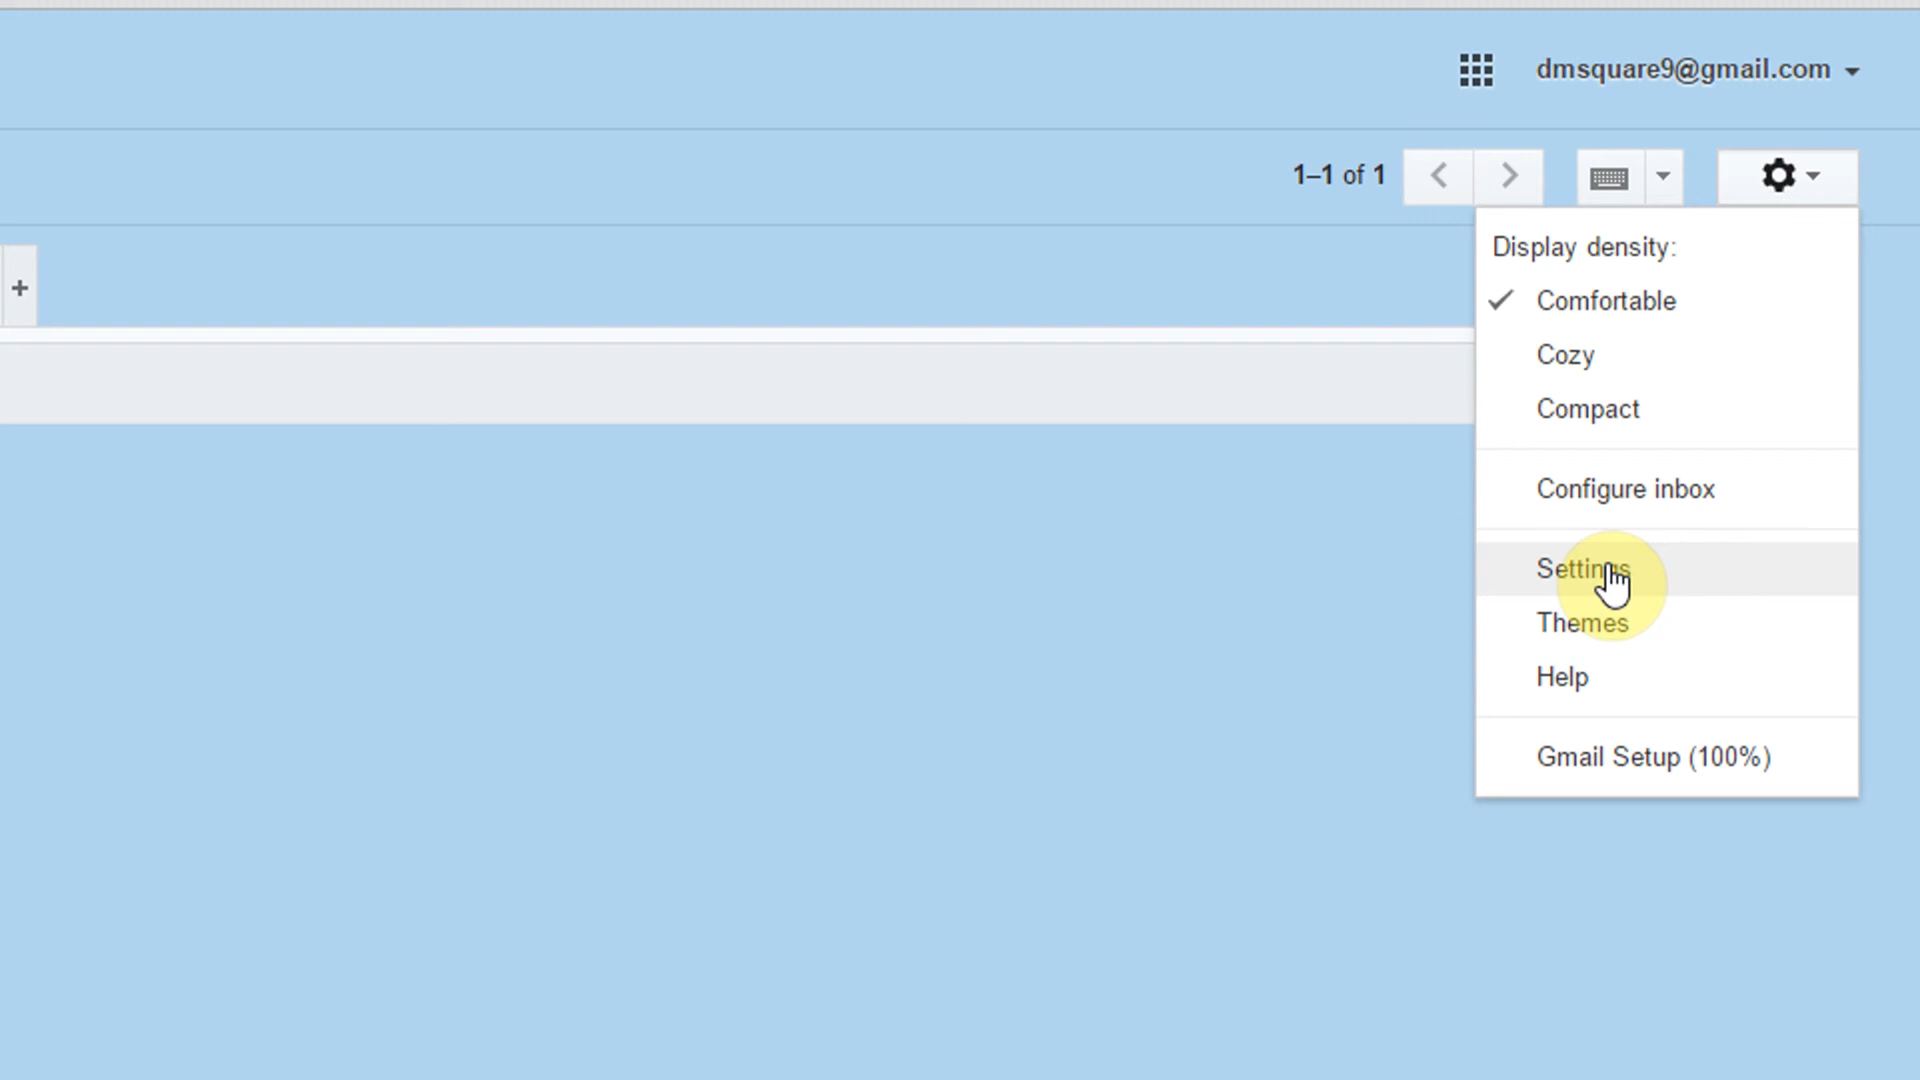 dmsquare9@gmail.com
1–1 of 1
+
Display density:
Comfortable
Cozy
Compact
Configure inbox
Settings
Themes
Help
Gmail Setup (100%)